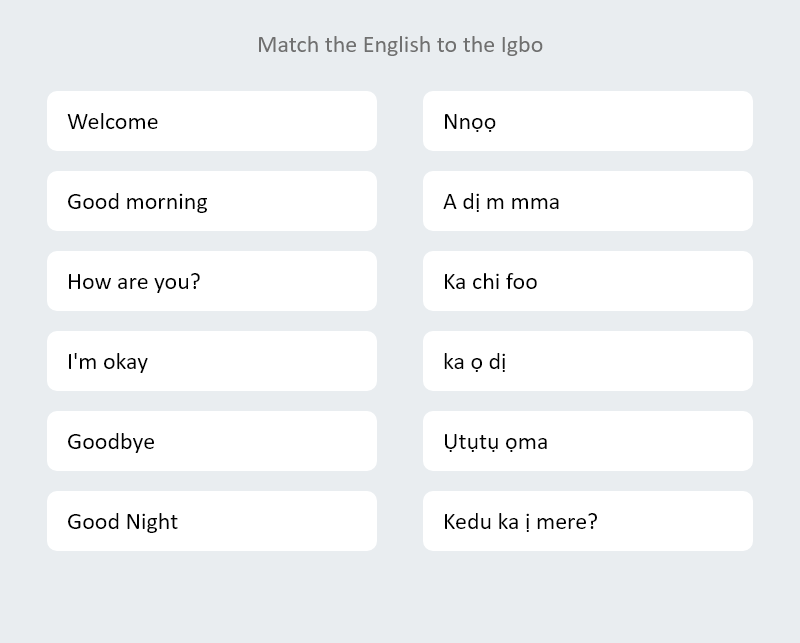 Match the English to the Igbo
Welcome
Nnọọ
Good morning
A dị m mma
How are you?
Ka chi foo
I'm okay
ka ọ dị
Goodbye
Ụtụtụ ọma
Good Night
Kedu ka ị mere?